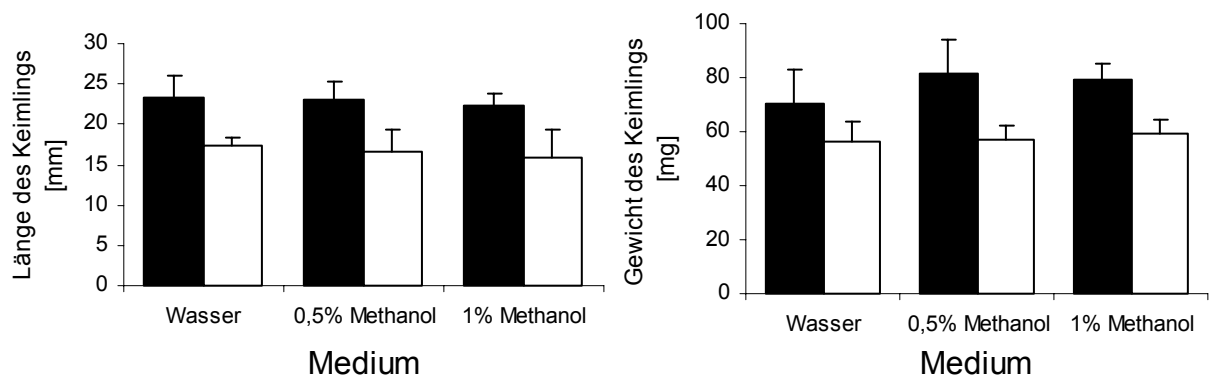 Länge des Keimlings
[mm]
30
25
20
15
10
5
0
Wasser
0,5% Methanol
1% Methanol
Medium
Gewicht des Keimlings
[mg]
100
80
60
40
20
0
Wasser
0,5% Methanol
1% Methanol
Medium